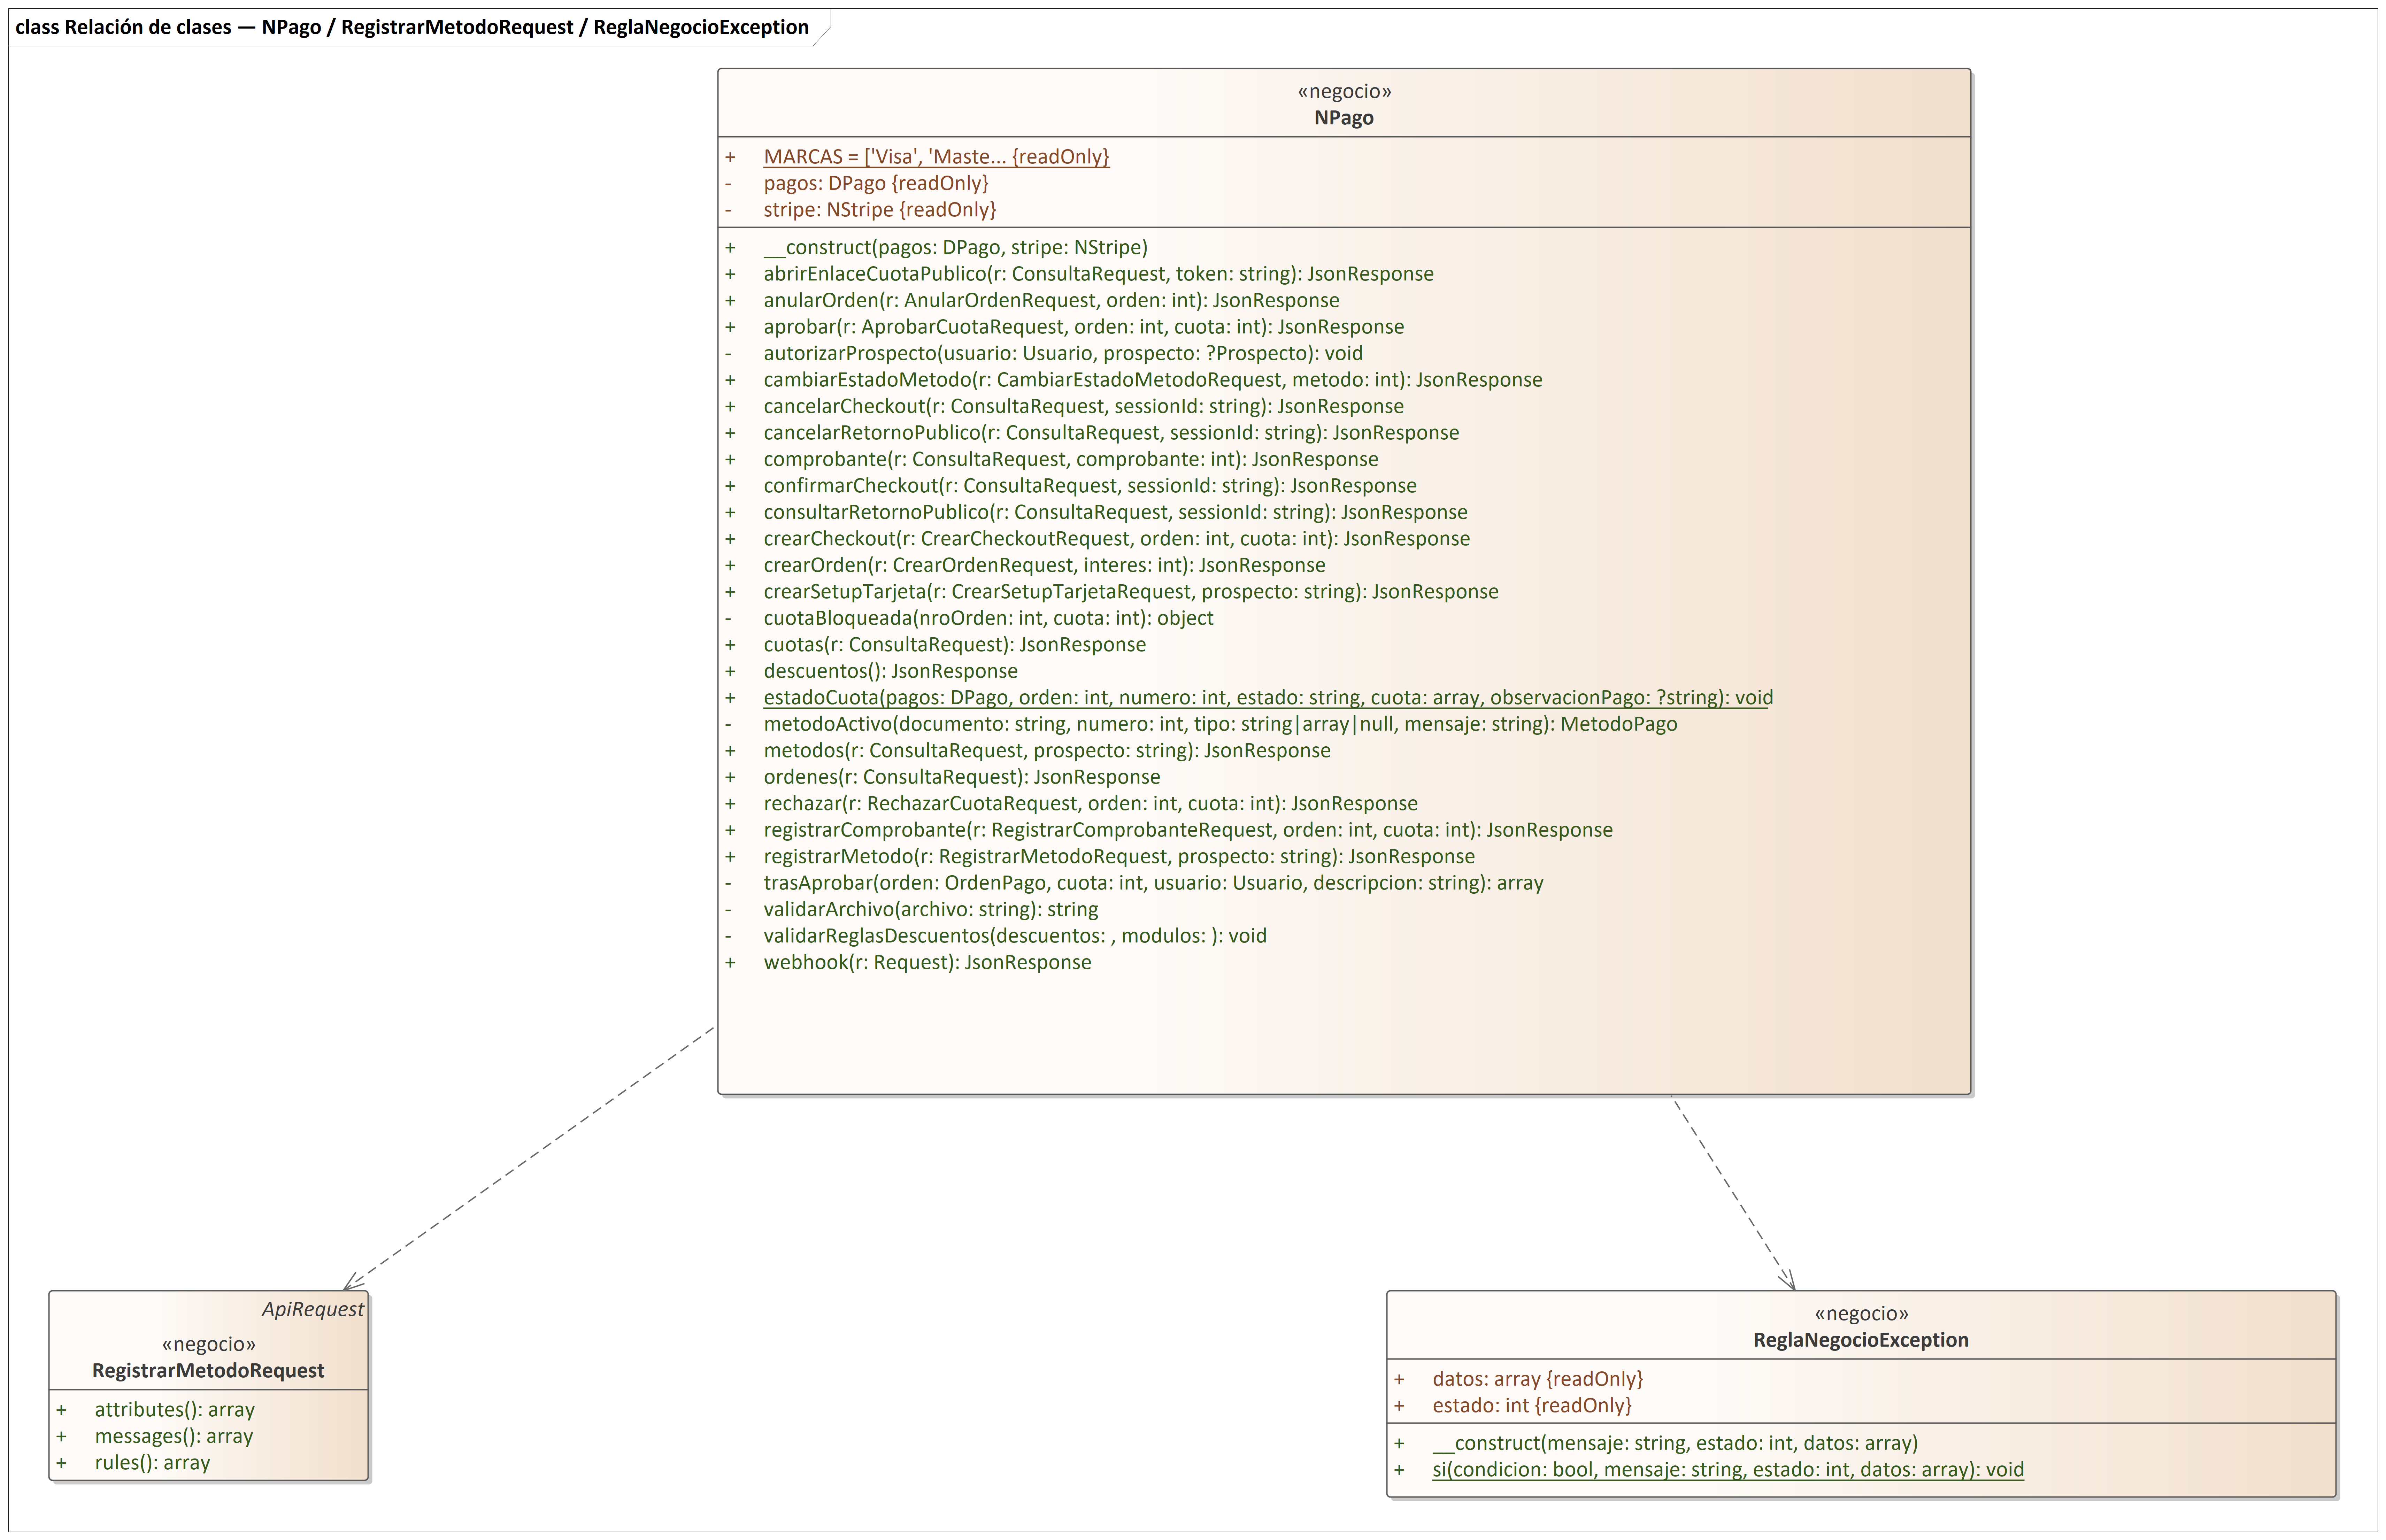 class Relación de clases — NPago / RegistrarMetodoRequest / ReglaNegocioException
«negocio»
NPago
+ MARCAS = ['Visa', 'Maste... {readOnly}
- pagos: DPago {readOnly}
- stripe: NStripe {readOnly}
+ __construct(pagos: DPago, stripe: NStripe)
+ abrirEnlaceCuotaPublico(r: ConsultaRequest, token: string): JsonResponse
+ anularOrden(r: AnularOrdenRequest, orden: int): JsonResponse
+ aprobar(r: AprobarCuotaRequest, orden: int, cuota: int): JsonResponse
- autorizarProspecto(usuario: Usuario, prospecto: ?Prospecto): void
+ cambiarEstadoMetodo(r: CambiarEstadoMetodoRequest, metodo: int): JsonResponse
+ cancelarCheckout(r: ConsultaRequest, sessionId: string): JsonResponse
+ cancelarRetornoPublico(r: ConsultaRequest, sessionId: string): JsonResponse
+ comprobante(r: ConsultaRequest, comprobante: int): JsonResponse
+ confirmarCheckout(r: ConsultaRequest, sessionId: string): JsonResponse
+ consultarRetornoPublico(r: ConsultaRequest, sessionId: string): JsonResponse
+ crearCheckout(r: CrearCheckoutRequest, orden: int, cuota: int): JsonResponse
+ crearOrden(r: CrearOrdenRequest, interes: int): JsonResponse
+ crearSetupTarjeta(r: CrearSetupTarjetaRequest, prospecto: string): JsonResponse
- cuotaBloqueada(nroOrden: int, cuota: int): object
+ cuotas(r: ConsultaRequest): JsonResponse
+ descuentos(): JsonResponse
+ estadoCuota(pagos: DPago, orden: int, numero: int, estado: string, cuota: array, observacionPago: ?string): void
- metodoActivo(documento: string, numero: int, tipo: string|array|null, mensaje: string): MetodoPago
+ metodos(r: ConsultaRequest, prospecto: string): JsonResponse
+ ordenes(r: ConsultaRequest): JsonResponse
+ rechazar(r: RechazarCuotaRequest, orden: int, cuota: int): JsonResponse
+ registrarComprobante(r: RegistrarComprobanteRequest, orden: int, cuota: int): JsonResponse
+ registrarMetodo(r: RegistrarMetodoRequest, prospecto: string): JsonResponse
- trasAprobar(orden: OrdenPago, cuota: int, usuario: Usuario, descripcion: string): array
- validarArchivo(archivo: string): string
- validarReglasDescuentos(descuentos: , modulos: ): void
+ webhook(r: Request): JsonResponse
ApiRequest
«negocio»
RegistrarMetodoRequest
+ attributes(): array
+ messages(): array
+ rules(): array
«negocio»
ReglaNegocioException
+ datos: array {readOnly}
+ estado: int {readOnly}
+ __construct(mensaje: string, estado: int, datos: array)
+ si(condicion: bool, mensaje: string, estado: int, datos: array): void